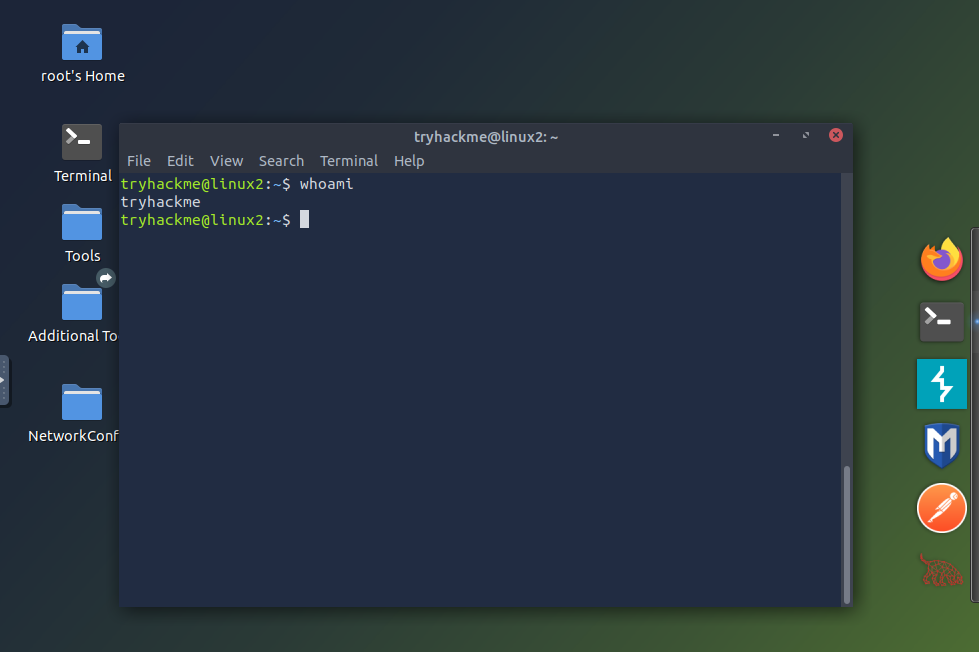 root's Home
Terminal
Tools
Additional To
NetworkConf
tryhackme@linux2: ~
File Edit View Search Terminal Help
tryhackme@linux2:~$ whoami
tryhackme
tryhackme@linux2:~$